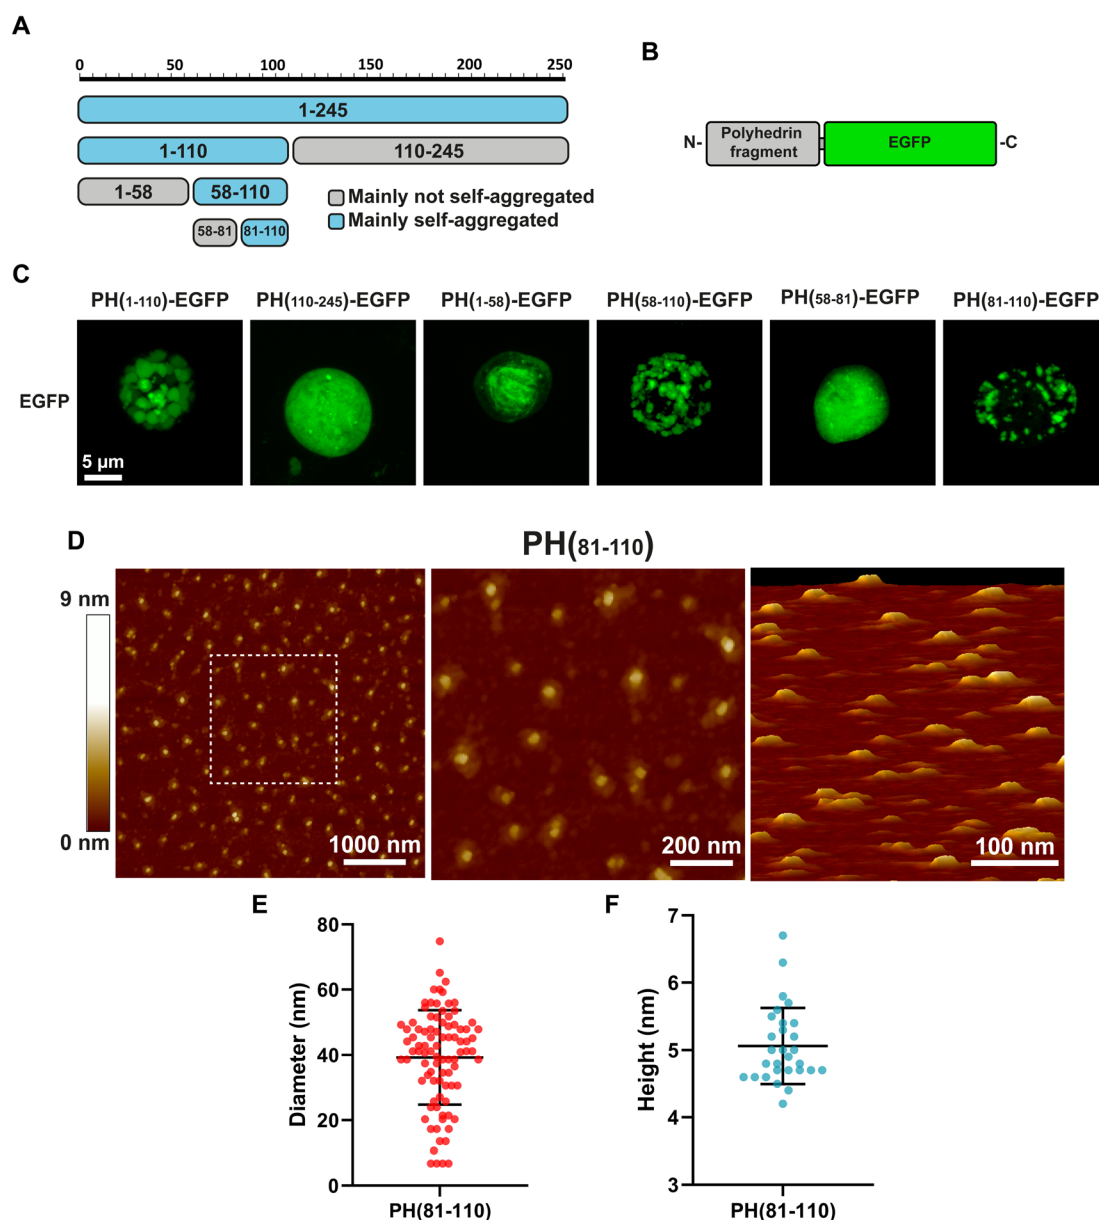 A
0 50 100 150 200 250
1-245
1-110 110-245
1-58 58-110
58-81 81-110
Mainly not self-aggregated
Mainly self-aggregated
B
N- Polyhedrin fragment EGFP -C
C
PH(1-110)-EGFP PH(110-245)-EGFP PH(1-58)-EGFP PH(58-110)-EGFP PH(58-81)-EGFP PH(81-110)-EGFP
EGFP
5 μm
D
PH(81-110)
9 nm
0 nm
1000 nm 200 nm 100 nm
E
Diameter (nm)
80
60
40
20
0
PH(81-110)
F
Height (nm)
7
6
5
4
3
PH(81-110)